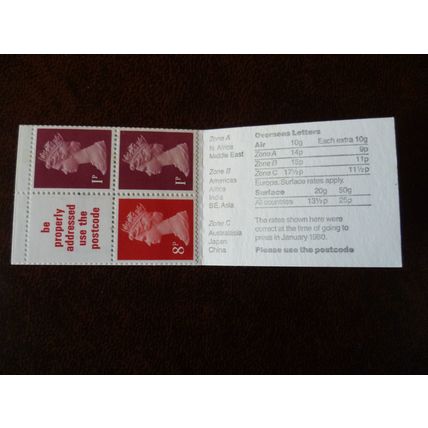 1P
1P
be
properly
addressed
use the
postcode
8P
Zone A
N. Africa
Middle East
Zone B
Americas
Africa
India
S.E. Asia
Zone C
Australasia
Japan
China
Overseas Letters
Air 10g Each extra 10g
Zone A 14p 9p
Zone B 15p 11p
Zone C 17½p 11½p
Europa. Surface rates apply.
Surface 20g 50g
All countries 13½p 25p
The rates shown here were
correct at the time of going to
press in January 1980.
Please use the postcode